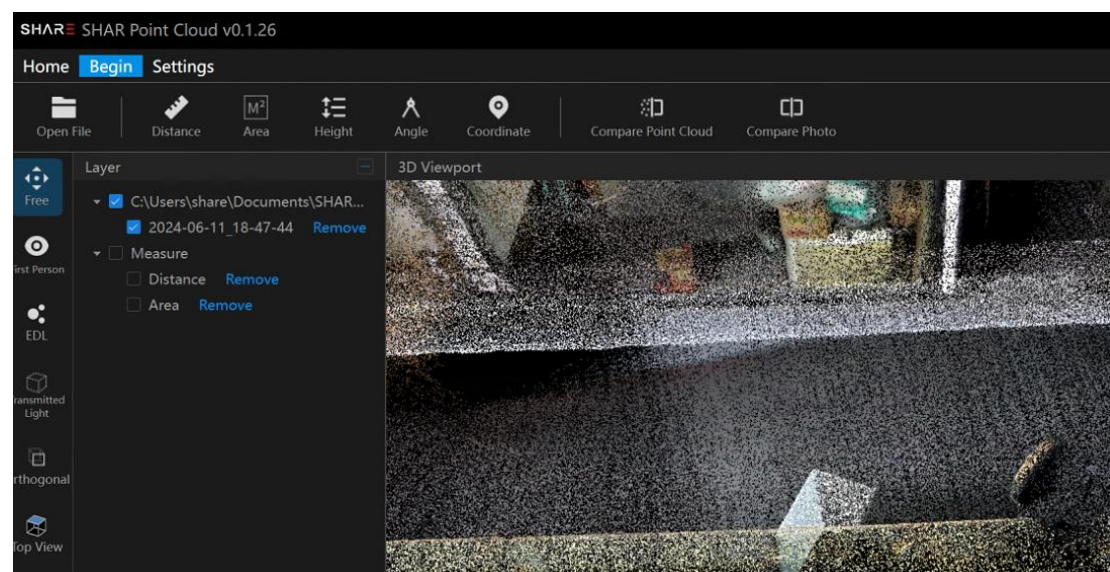 SHARE SHAR Point Cloud v0.1.26
Home Begin Settings
Open File Distance Area Height Angle Coordinate Compare Point Cloud Compare Photo
M²
Free
Layer
3D Viewport
C:\Users\share\Documents\SHAR...
2024-06-11_18-47-44 Remove
Measure
Distance Remove
Area Remove
irst Person
EDL
ransmitted
Light
rthogonal
Top View